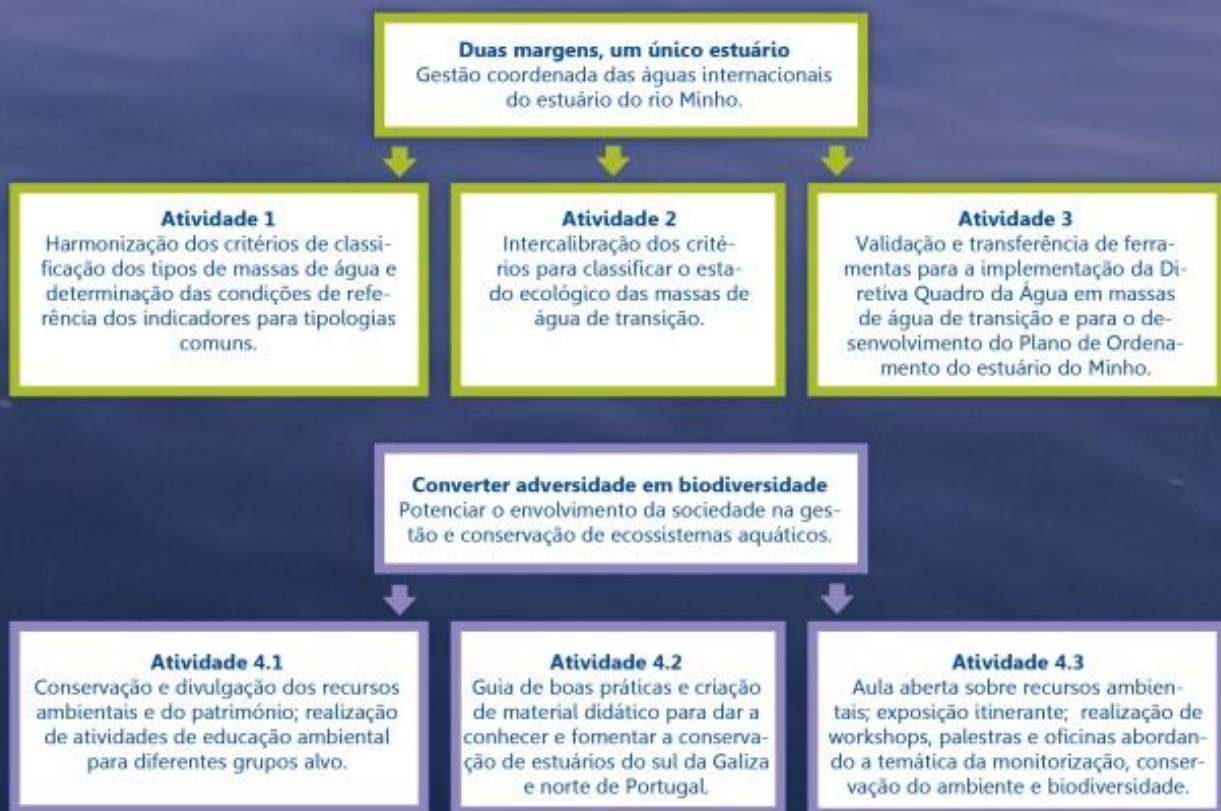 Duas margens, um único estuário
Gestão coordenada das águas internacionais
do estuário do rio Minho.
Atividade 1
Harmonização dos critérios de classi-
ficação dos tipos de massas de água e
determinação das condições de refe-
rência dos indicadores para tipologias
comuns.
Atividade 2
Intercalibração dos crité-
rios para classificar o esta-
do ecológico das massas de
água de transição.
Atividade 3
Validação e transferência de ferra-
mentas para a implementação da Di-
retiva Quadro da Água em massas
de água de transição e para o de-
senvolvimento do Plano de Ordena-
mento do estuário do Minho.
Converter adversidade em biodiversidade
Potenciar o envolvimento da sociedade na ges-
tão e conservação de ecossistemas aquáticos.
Atividade 4.1
Conservação e divulgação dos recursos
ambientais e do património; realização
de atividades de educação ambiental
para diferentes grupos alvo.
Atividade 4.2
Guia de boas práticas e criação
de material didático para dar a
conhecer e fomentar a conserva-
ção de estuários do sul da Galiza
e norte de Portugal.
Atividade 4.3
Aula aberta sobre recursos ambien-
tais; exposição itinerante; realização de
workshops, palestras e oficinas abordan-
do a temática da monitorização, conser-
vação do ambiente e biodiversidade.